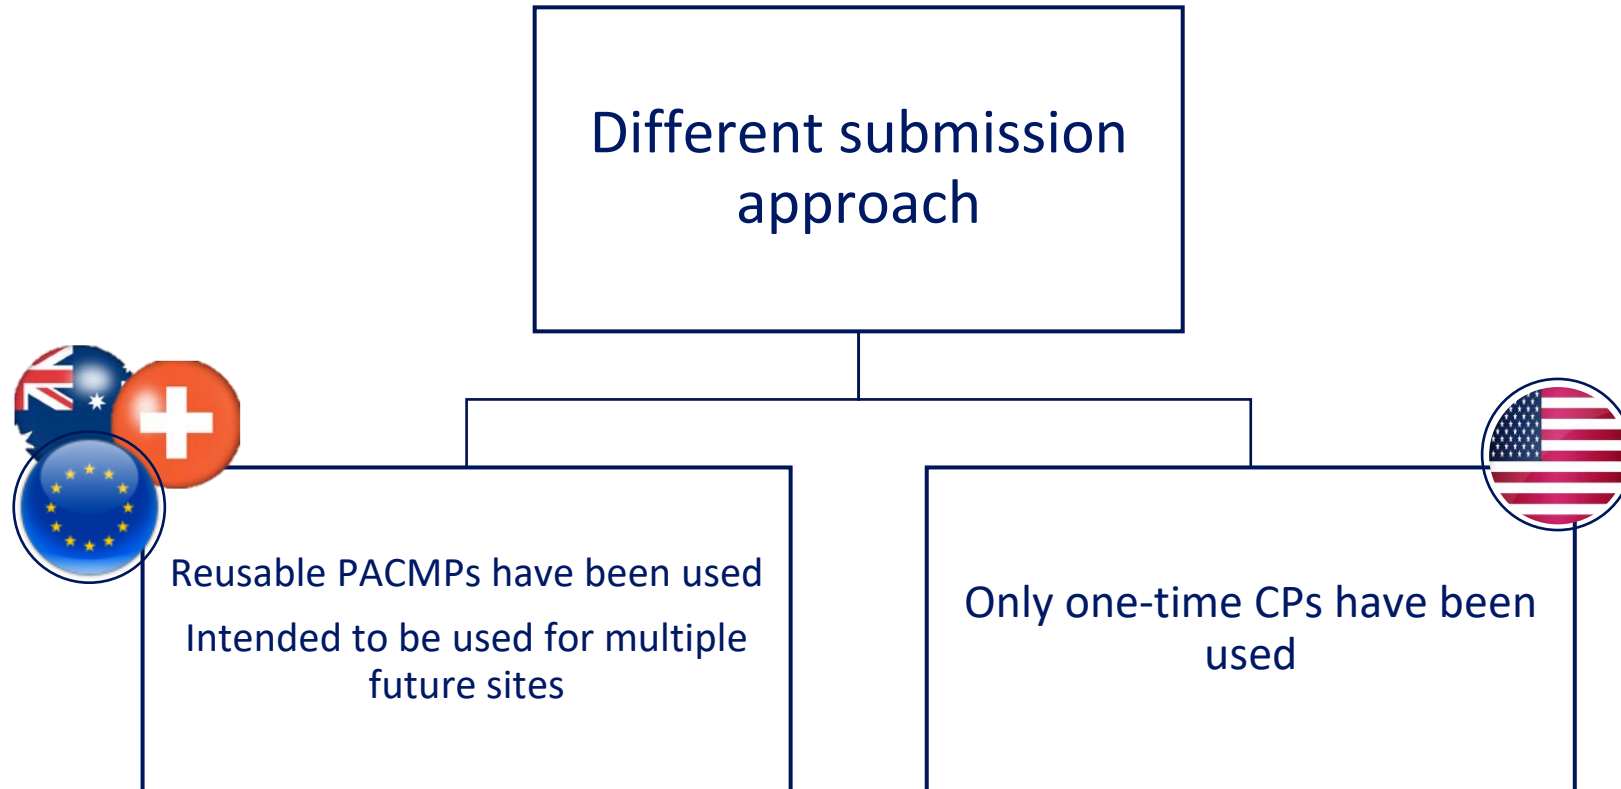 Different submission
approach
Reusable PACMPs have been used
Intended to be used for multiple
future sites
Only one-time CPs have been
used